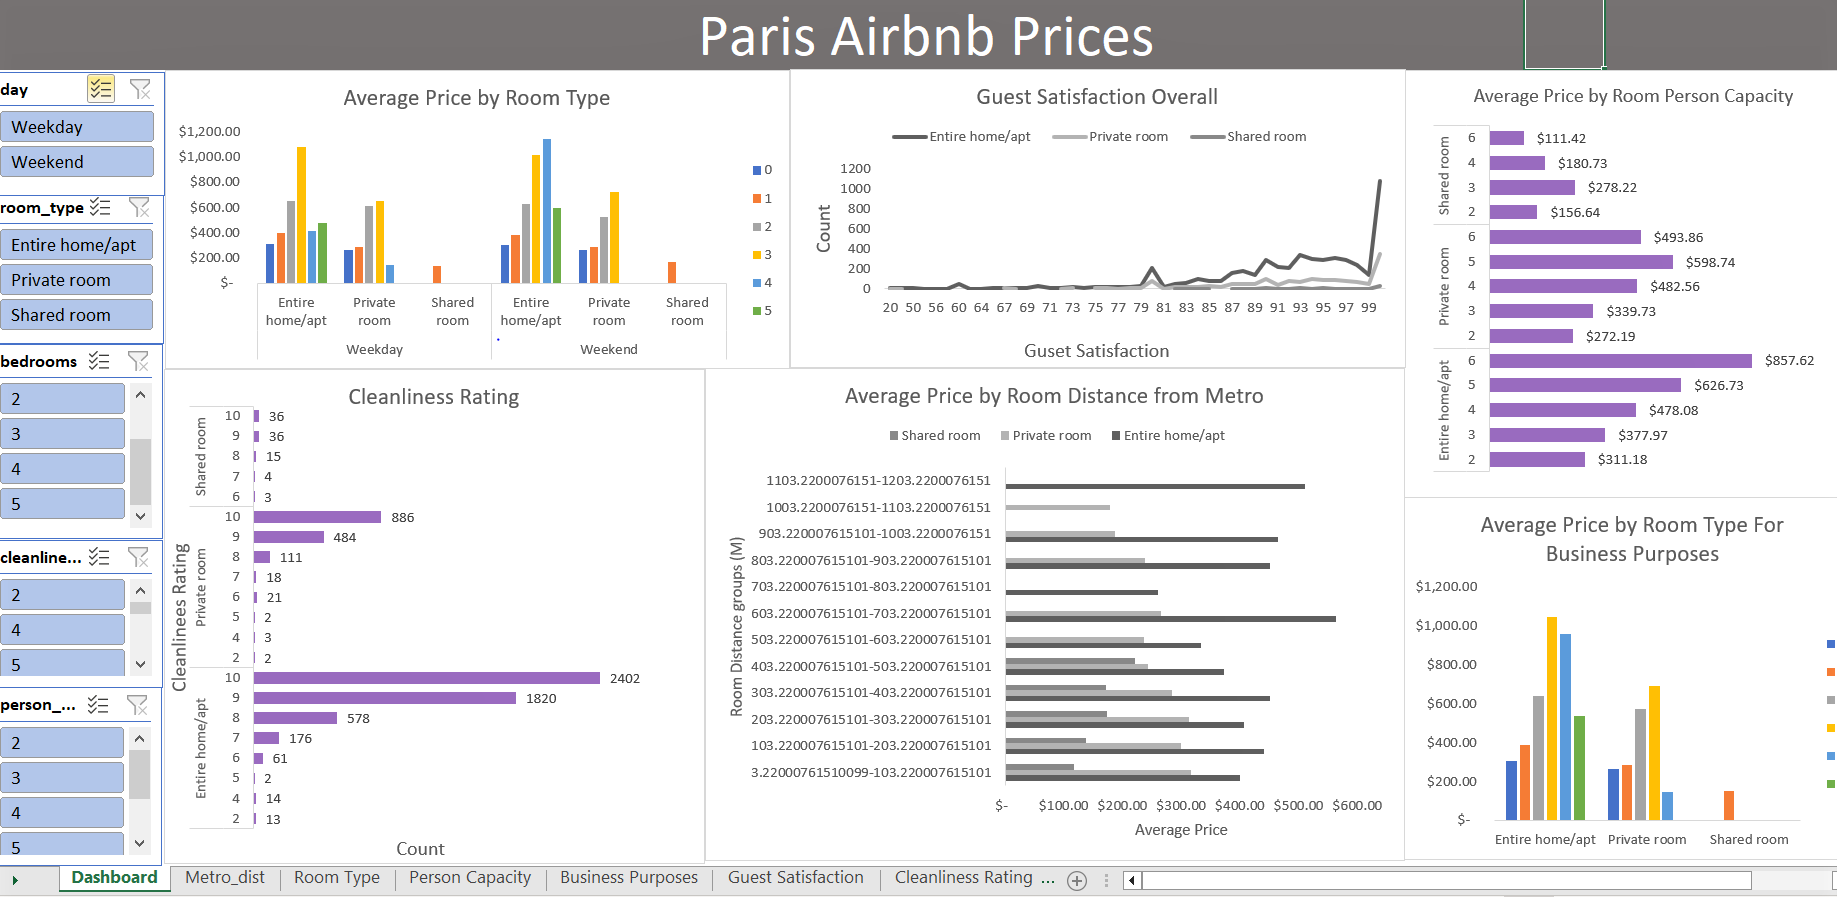 Paris Airbnb Prices
day
Weekday
Weekend
room_type
Entire home/apt
Private room
Shared room
bedrooms
2
3
4
5
cleanline...
2
4
5
person_...
2
3
4
5
Average Price by Room Type
$1,200.00
$1,000.00
$800.00
$600.00
$400.00
$200.00
$-
Entire home/apt
Private room
Shared room
Entire home/apt
Private room
Shared room
Weekday
Weekend
0
1
2
3
4
5
Guest Satisfaction Overall
Entire home/apt Private room Shared room
Count
1200
1000
800
600
400
200
0
20 50 56 60 64 67 69 71 73 75 77 79 81 83 85 87 89 91 93 95 97 99
Guset Satisfaction
Average Price by Room Person Capacity
Shared room
6 $111.42
4 $180.73
3 $278.22
2 $156.64
Private room
6 $493.86
5 $598.74
4 $482.56
3 $339.73
2 $272.19
Entire home/apt
6 $857.62
5 $626.73
4 $478.08
3 $377.97
2 $311.18
Cleanliness Rating
Cleanlinees Rating
Shared room
10 36
9 36
8 15
7 4
6 3
Private room
10 886
9 484
8 111
7 18
6 21
5 2
4 3
2 2
Entire home/apt
10 2402
9 1820
8 578
7 176
6 61
5 2
4 14
2 13
Count
Average Price by Room Distance from Metro
Shared room Private room Entire home/apt
Room Distance groups (M)
1103.2200076151-1203.2200076151
1003.2200076151-1103.2200076151
903.220007615101-1003.2200076151
803.220007615101-903.220007615101
703.220007615101-803.220007615101
603.220007615101-703.220007615101
503.220007615101-603.220007615101
403.220007615101-503.220007615101
303.220007615101-403.220007615101
203.220007615101-303.220007615101
103.220007615101-203.220007615101
3.22000761510099-103.220007615101
$- $100.00 $200.00 $300.00 $400.00 $500.00 $600.00
Average Price
Average Price by Room Type For
Business Purposes
$1,200.00
$1,000.00
$800.00
$600.00
$400.00
$200.00
$-
Entire home/apt Private room Shared room
Dashboard Metro_dist Room Type Person Capacity Business Purposes Guest Satisfaction Cleanliness Rating ...